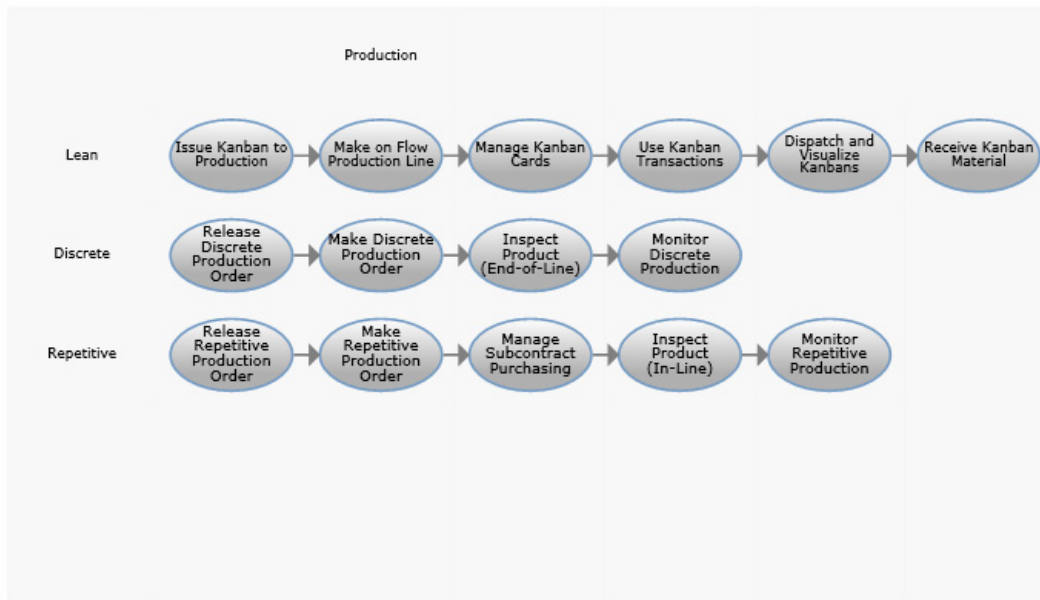 Production
Lean
Issue Kanban to
Production
Make on Flow
Production Line
Manage Kanban
Cards
Use Kanban
Transactions
Dispatch and
Visualize
Kanbans
Receive Kanban
Material
Discrete
Release
Discrete
Production
Order
Make Discrete
Production
Order
Inspect
Product
(End-of-Line)
Monitor
Discrete
Production
Repetitive
Release
Repetitive
Production
Order
Make
Repetitive
Production
Order
Manage
Subcontract
Purchasing
Inspect
Product
(In-Line)
Monitor
Repetitive
Production